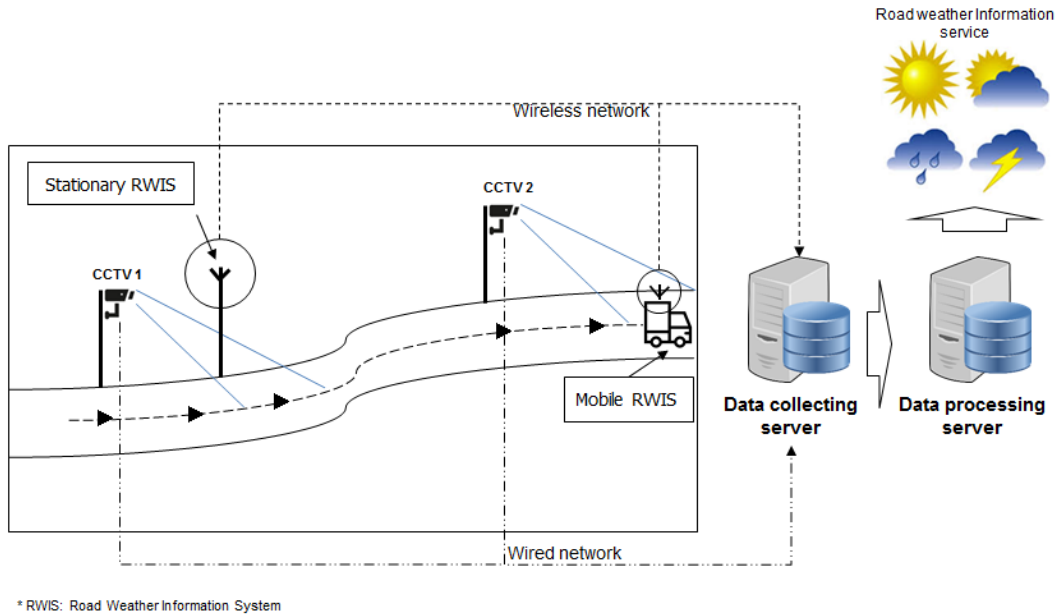 Road weather Information
service
Wireless network
Stationary RWIS
CCTV 2
CCTV 1
Mobile RWIS
Data collecting
server
Data processing
server
Wired network
* RWIS: Road Weather Information System